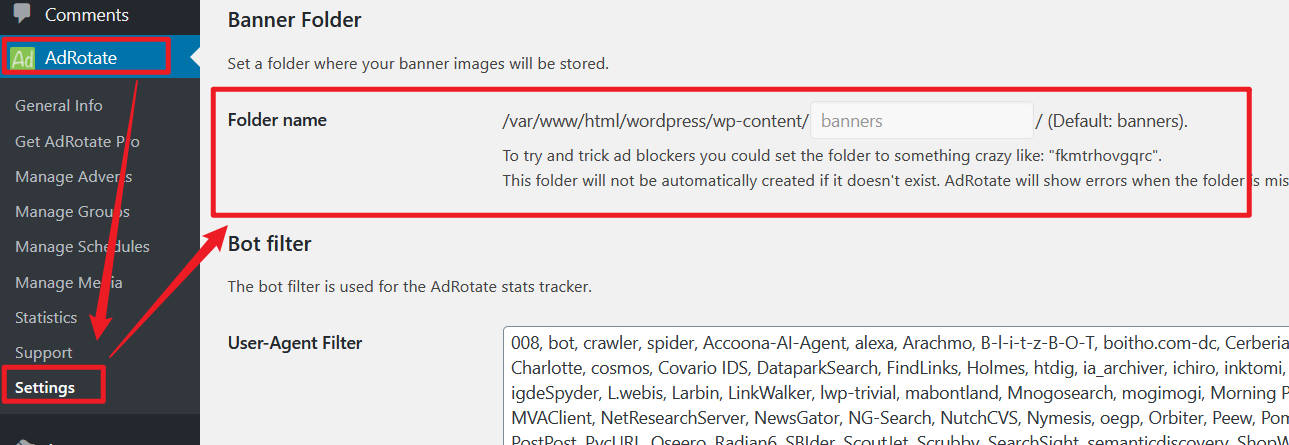 Comments
Ad AdRotate
General Info
Get AdRotate Pro
Manage Adverts
Manage Groups
Manage Schedules
Manage Media
Statistics
Support
Settings
Banner Folder
Set a folder where your banner images will be stored.
Folder name
/var/www/html/wordpress/wp-content/ banners / (Default: banners).
To try and trick ad blockers you could set the folder to something crazy like: "fkmtrhovgqrc".
This folder will not be automatically created if it doesn't exist. AdRotate will show errors when the folder is mis
Bot filter
The bot filter is used for the AdRotate stats tracker.
User-Agent Filter
008, bot, crawler, spider, Accoona-AI-Agent, alexa, Arachmo, B-l-i-t-z-B-O-T, boitho.com-dc, Cerberia
Charlotte, cosmos, Covario IDS, DataparkSearch, FindLinks, Holmes, htdig, ia_archiver, ichiro, inktomi,
igdeSpyder, L.webis, Larbin, LinkWalker, lwp-trivial, mabontland, Mnogosearch, mogimogi, Morning P
MVAClient, NetResearchServer, NewsGator, NG-Search, NutchCVS, Nymesis, oegp, Orbiter, Peew, Pom
PostPost, PycURL, Qseero, Radian6, SBIder, ScoutJet, Scrubby, SearchSight, semanticdiscovery, ShopW